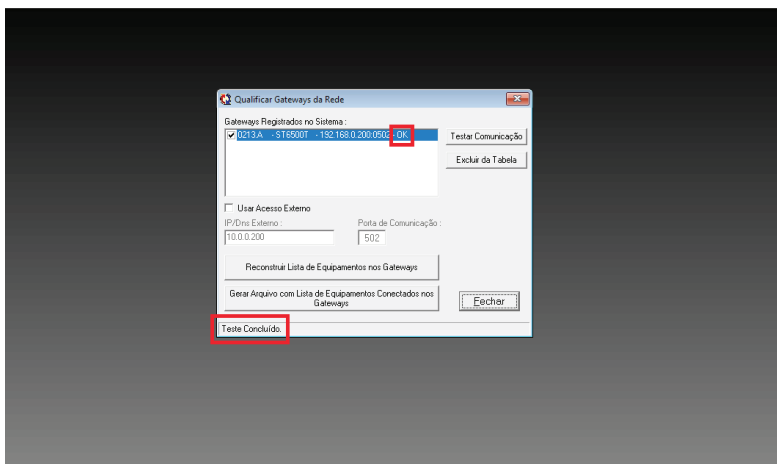 Qualificar Gateways da Rede
Gateways Registrados no Sistema :
0213.A - ST6500T - 192.168.0.200:0502 - OK
Testar Comunicação
Excluir da Tabela
Usar Acesso Externo
IP/Dns Externo :
Porta de Comunicação :
10.0.0.200
502
Reconstruir Lista de Equipamentos nos Gateways
Gerar Arquivo com Lista de Equipamentos Conectados nos
Gateways
Fechar
Teste Concluído.